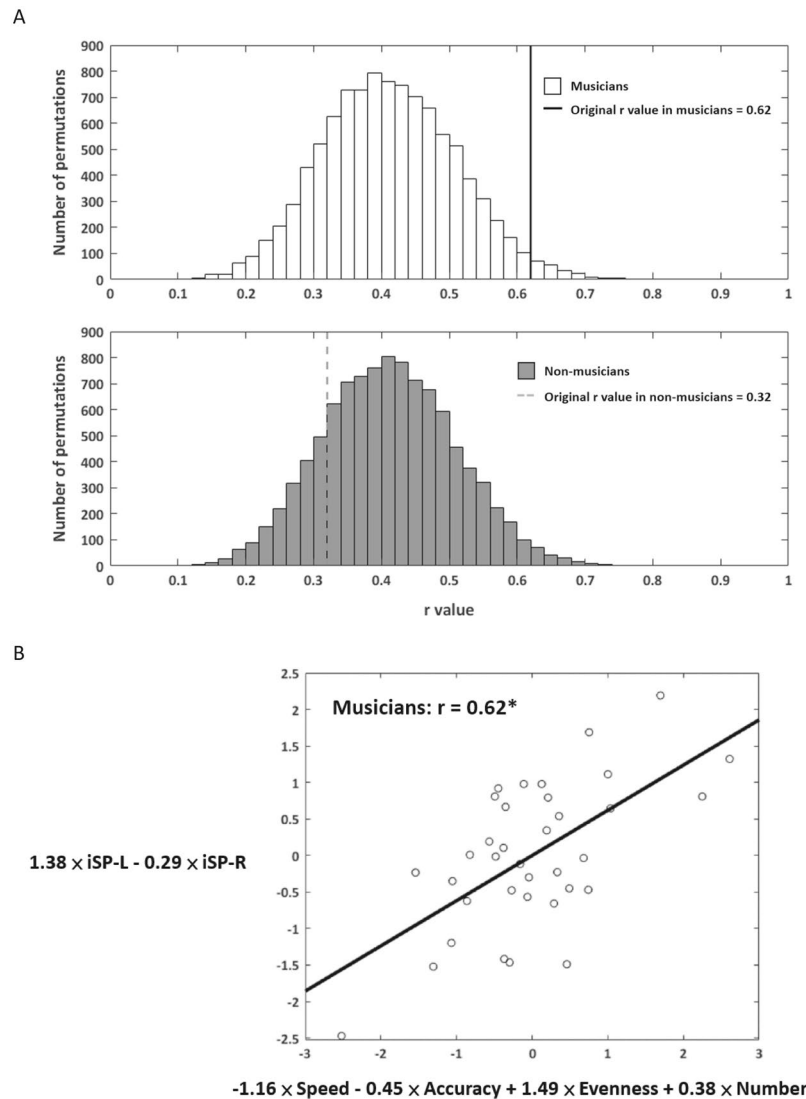 A
Number of permutations
900
800
700
600
500
400
300
200
100
0
Musicians
Original r value in musicians = 0.62
0 0.1 0.2 0.3 0.4 0.5 0.6 0.7 0.8 0.9 1
Number of permutations
900
800
700
600
500
400
300
200
100
0
Non-musicians
Original r value in non-musicians = 0.32
0 0.1 0.2 0.3 0.4 0.5 0.6 0.7 0.8 0.9 1
r value
B
1.38 × iSP-L - 0.29 × iSP-R
2.5
2
1.5
1
0.5
0
-0.5
-1
-1.5
-2
-2.5
Musicians: r = 0.62*
-3 -2 -1 0 1 2 3
-1.16 × Speed - 0.45 × Accuracy + 1.49 × Evenness + 0.38 × Number